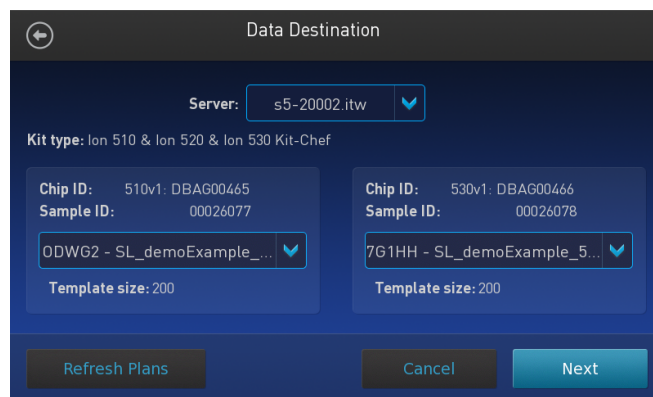 Data Destination
Server: s5-20002.itw
Kit type: Ion 510 & Ion 520 & Ion 530 Kit-Chef
Chip ID: 510v1: DBAG00465
Sample ID: 00026077
ODWG2 - SL_demoExample_...
Template size: 200
Chip ID: 530v1: DBAG00466
Sample ID: 00026078
7G1HH - SL_demoExample_5...
Template size: 200
Refresh Plans
Cancel
Next